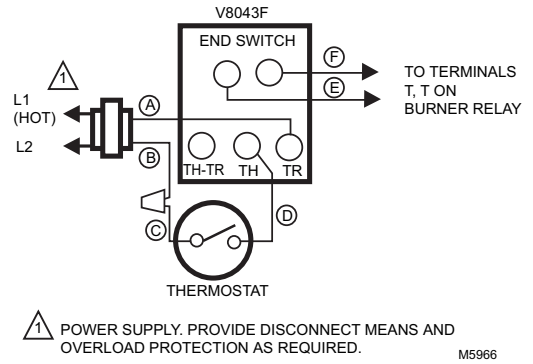 V8043F
END SWITCH
F
E
TO TERMINALS
T, T ON
BURNER RELAY
1
L1
(HOT)
L2
A
B
TH-TR
TH
TR
C
D
THERMOSTAT
1 POWER SUPPLY. PROVIDE DISCONNECT MEANS AND
OVERLOAD PROTECTION AS REQUIRED.
M5966